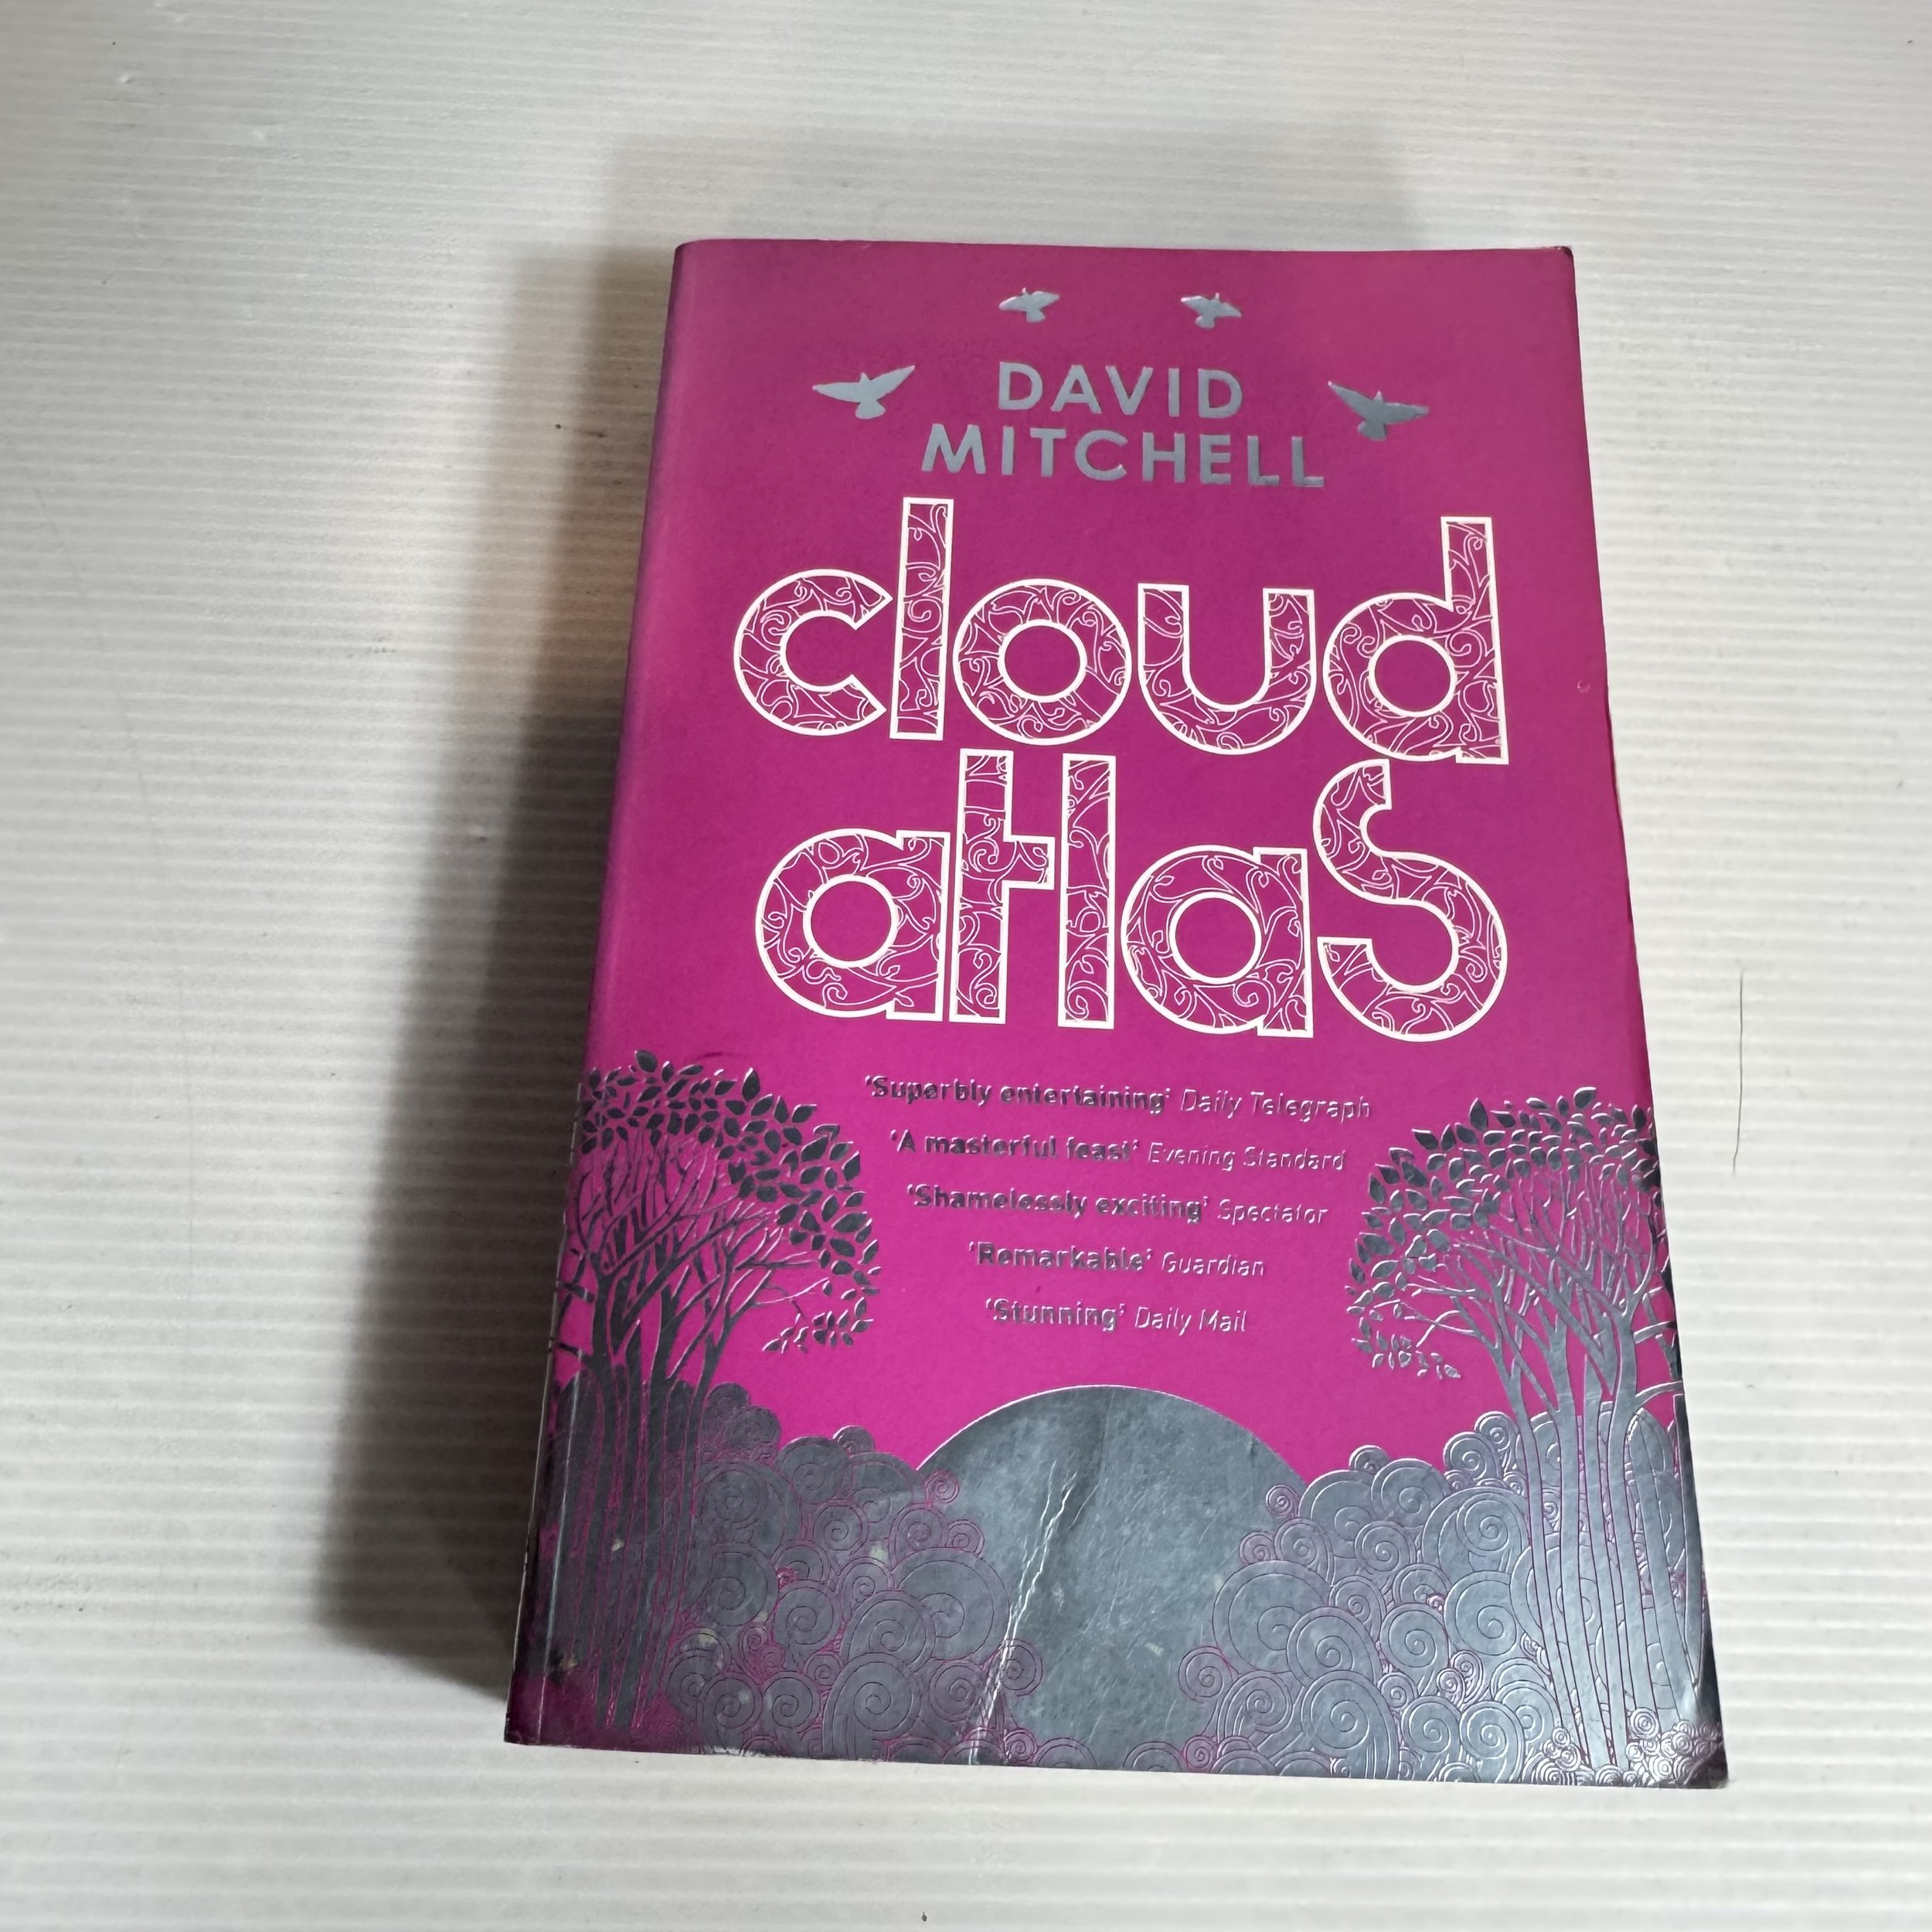 DAVID
MITCHELL
cloud
atlas
‘Superbly entertaining’ Daily Telegraph
‘A masterful feast’ Evening Standard
‘Shamelessly exciting’ Spectator
‘Remarkable’ Guardian
‘Stunning’ Daily Mail